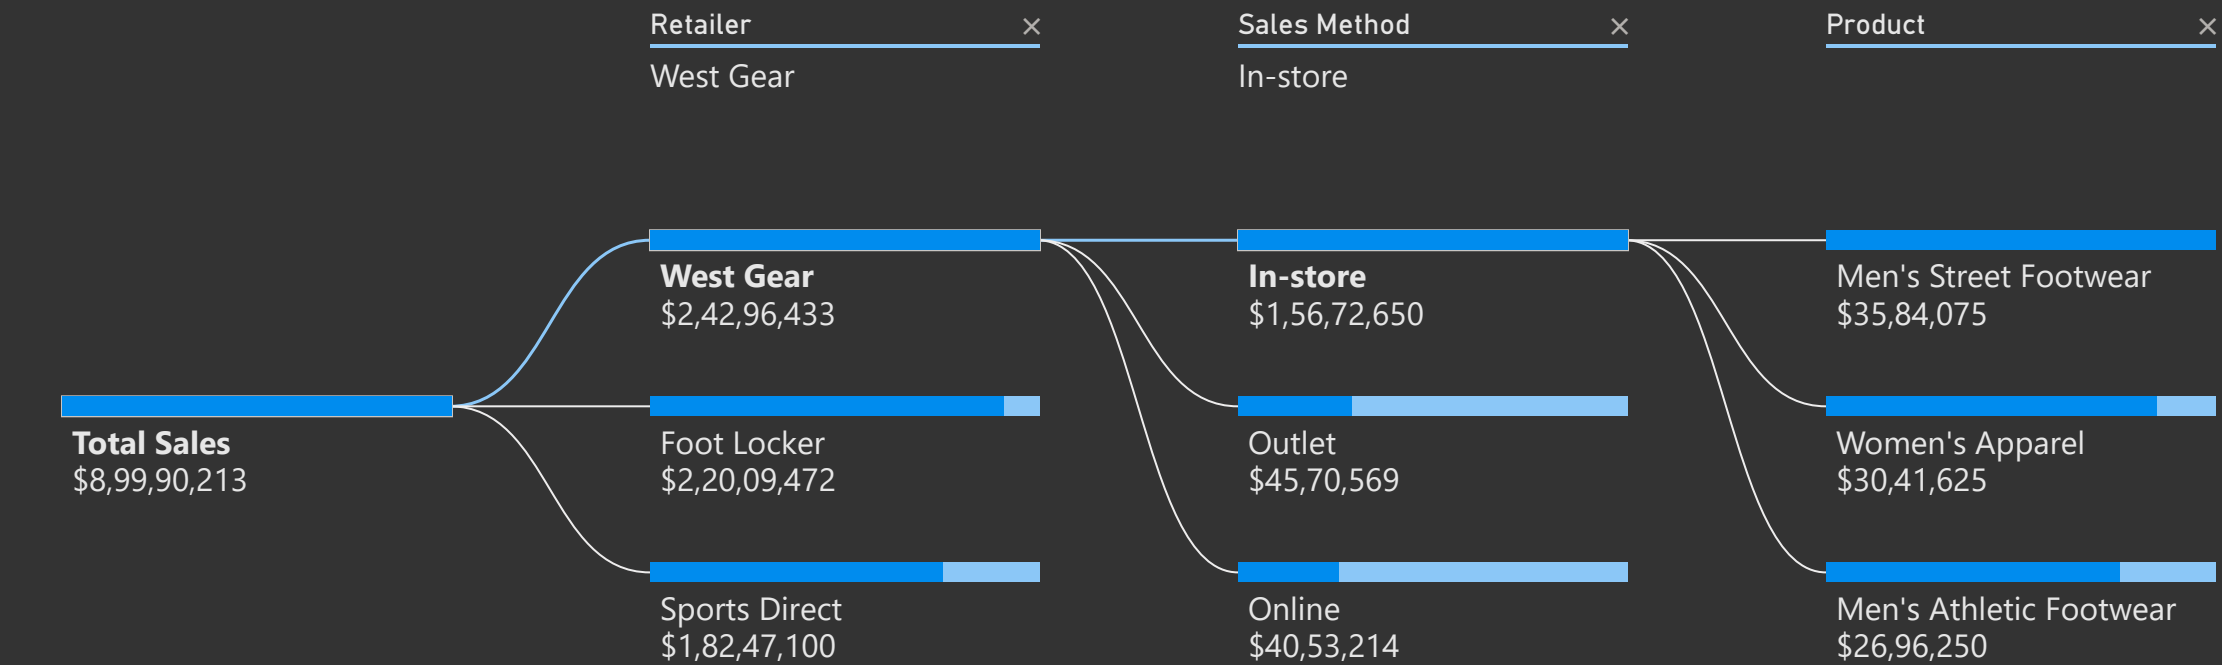 Retailer
West Gear
Sales Method
In-store
Product
Total Sales
$8,99,90,213
West Gear
$2,42,96,433
Foot Locker
$2,20,09,472
Sports Direct
$1,82,47,100
In-store
$1,56,72,650
Outlet
$45,70,569
Online
$40,53,214
Men's Street Footwear
$35,84,075
Women's Apparel
$30,41,625
Men's Athletic Footwear
$26,96,250